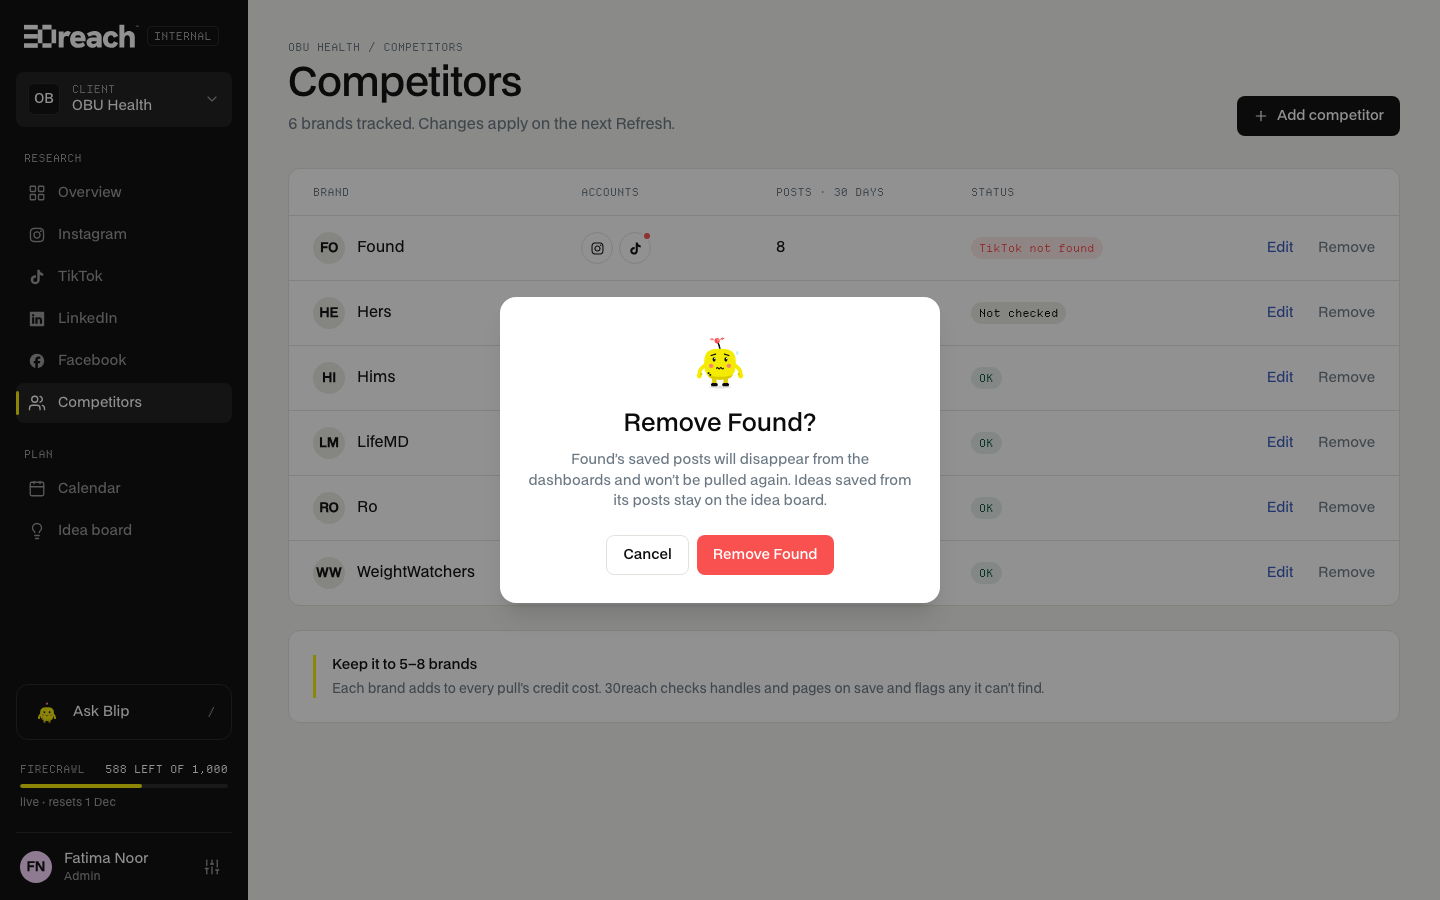 30reach INTERNAL
OB
CLIENT
OBU Health
RESEARCH
Overview
Instagram
TikTok
LinkedIn
Facebook
Competitors
PLAN
Calendar
Idea board
Ask Blip /
FIRECRAWL 588 LEFT OF 1,000
live · resets 1 Dec
FN
Fatima Noor
Admin
OBU HEALTH / COMPETITORS
Competitors
6 brands tracked. Changes apply on the next Refresh.
+ Add competitor
BRAND ACCOUNTS POSTS · 30 DAYS STATUS
FO Found 8 TikTok not found Edit Remove
HE Hers Not checked Edit Remove
HI Hims OK Edit Remove
LM LifeMD OK Edit Remove
RO Ro OK Edit Remove
WW WeightWatchers OK Edit Remove
Remove Found?
Found's saved posts will disappear from the
dashboards and won't be pulled again. Ideas saved from
its posts stay on the idea board.
Cancel Remove Found
Keep it to 5–8 brands
Each brand adds to every pull's credit cost. 30reach checks handles and pages on save and flags any it can't find.